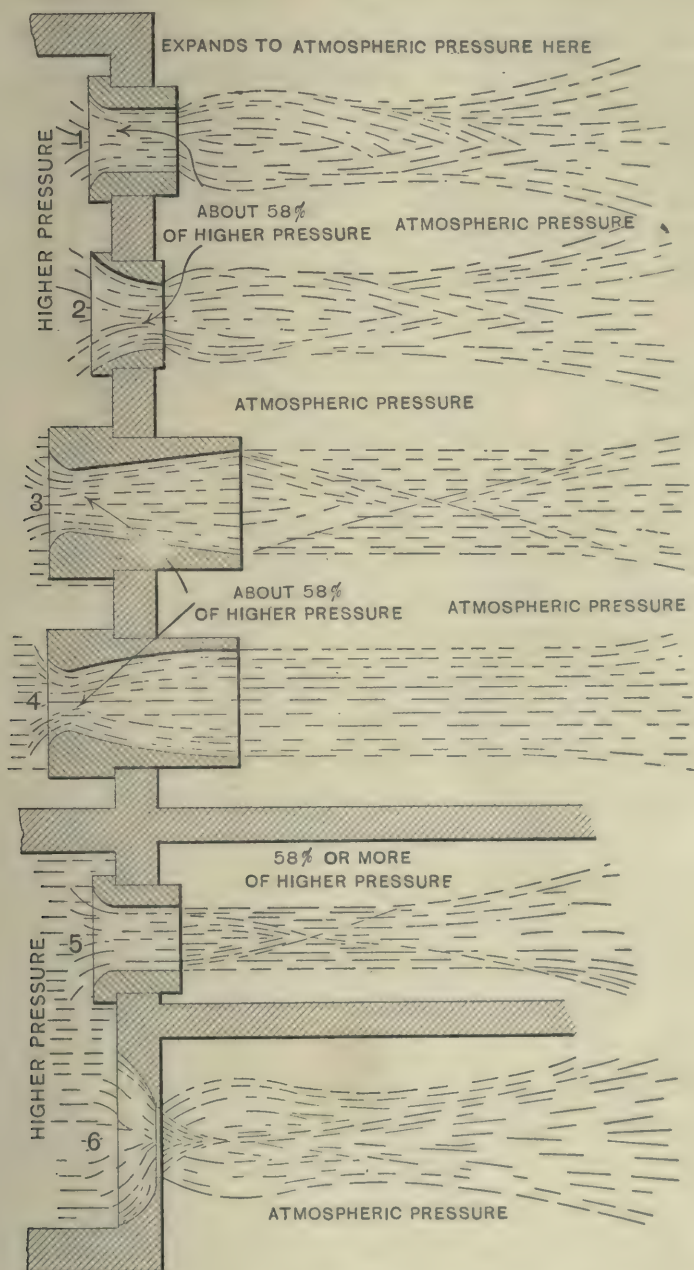 EXPANDS TO ATMOSPHERIC PRESSURE HERE
HIGHER PRESSURE
1
ABOUT 58%
OF HIGHER PRESSURE
ATMOSPHERIC PRESSURE
2
ATMOSPHERIC PRESSURE
3
ABOUT 58%
OF HIGHER PRESSURE
ATMOSPHERIC PRESSURE
4
58% OR MORE
OF HIGHER PRESSURE
HIGHER PRESSURE
5
6
ATMOSPHERIC PRESSURE